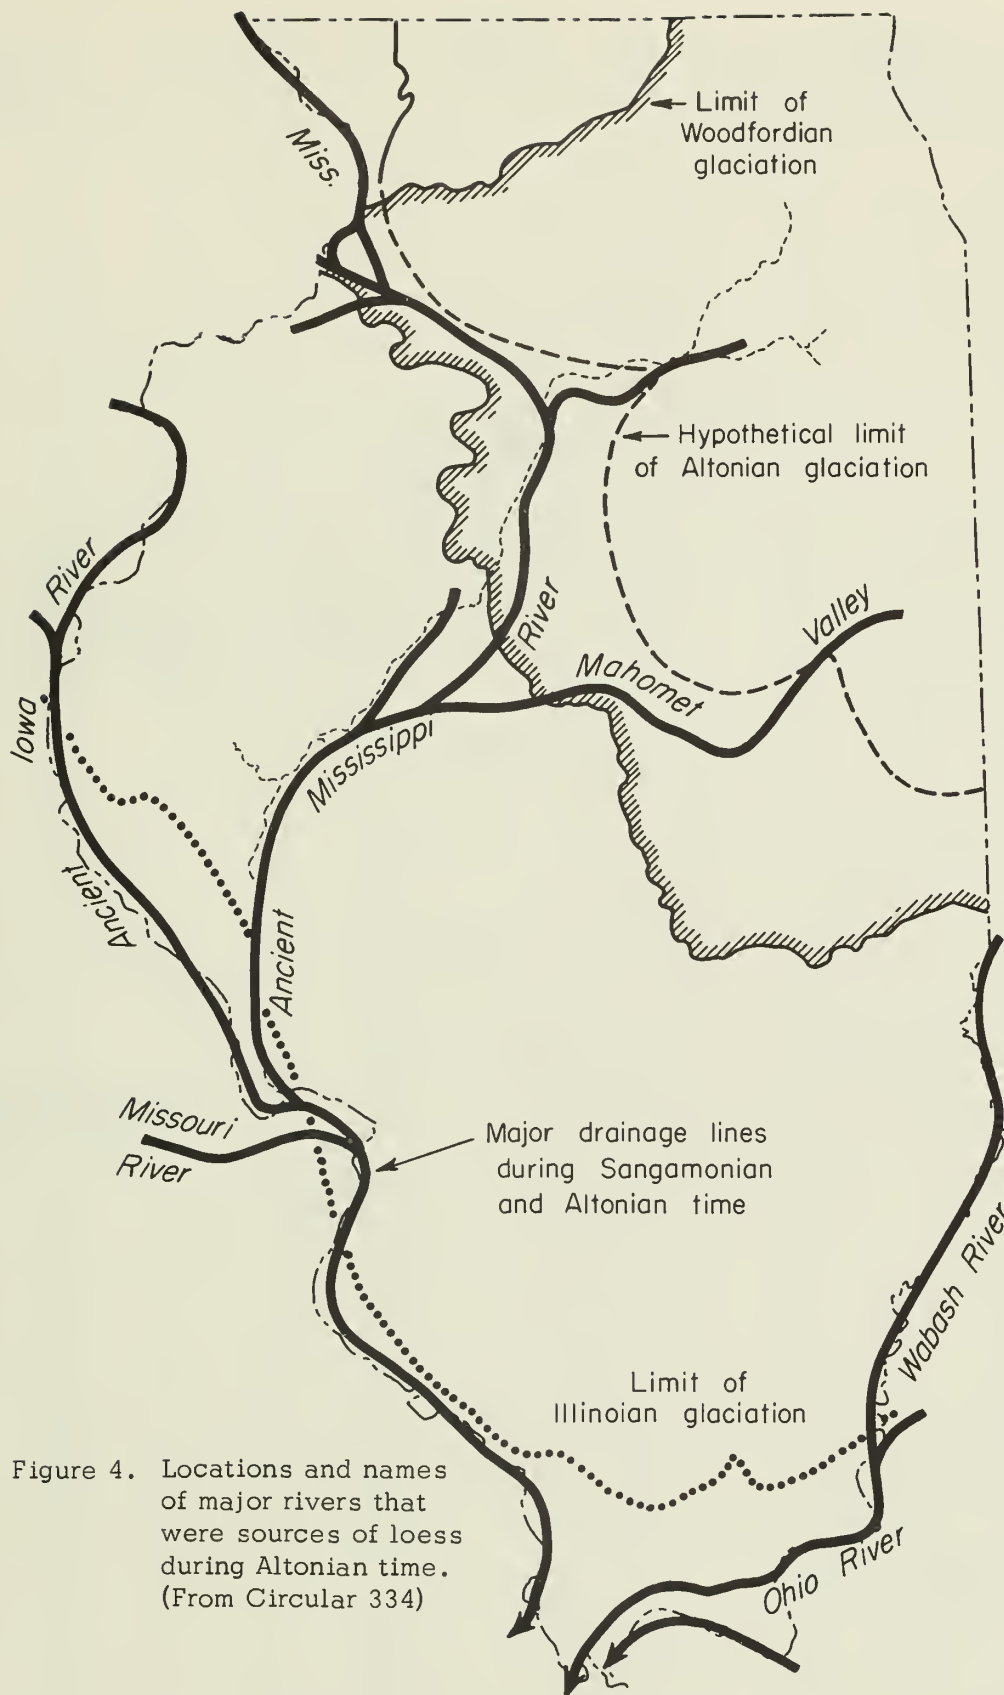 Miss.
Limit of
Woodfordian
glaciation
Hypothetical limit
of Altonian glaciation
River
Iowa
Ancient
River
Mississippi
Ancient
Mahomet
Valley
Missouri
River
Major drainage lines
during Sangamonian
and Altonian time
Wabash River
Limit of
Illinoian glaciation
Ohio River
Figure 4. Locations and names
of major rivers that
were sources of loess
during Altonian time.
(From Circular 334)